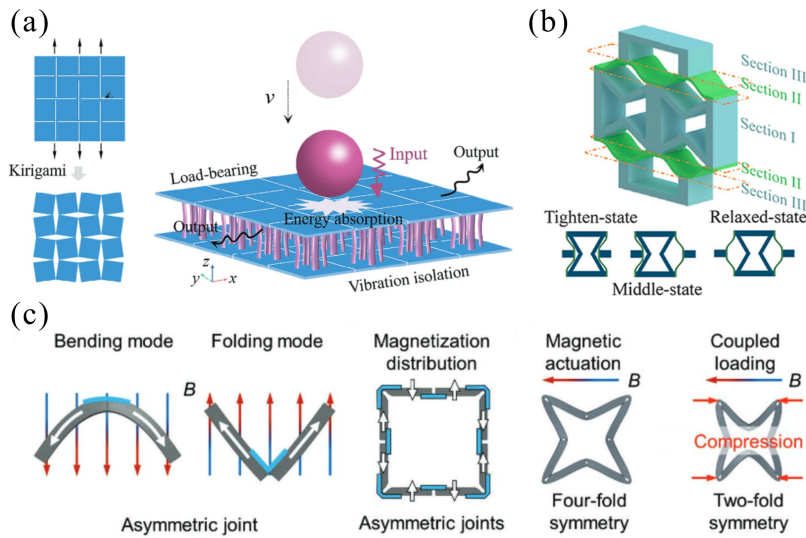 (a)
Kirigami
v
Input
Load-bearing
Output
Energy absorption
Output
Vibration isolation
z
y
x
(b)
Section III
Section II
Section I
Section II
Section III
Tighten-state
Relaxed-state
Middle-state
(c)
Bending mode
Folding mode
Magnetization
distribution
Magnetic
actuation
Coupled
loading
B
B
B
Compression
Asymmetric joint
Asymmetric joints
Four-fold
symmetry
Two-fold
symmetry